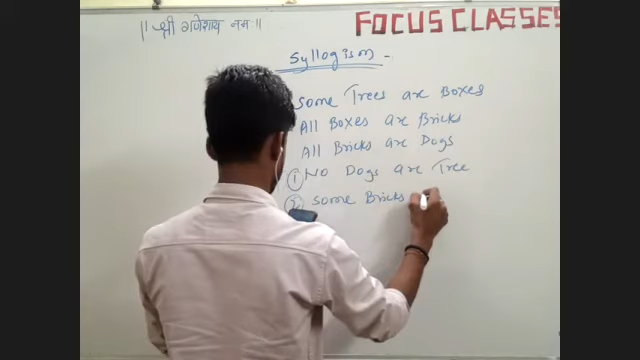 || श्री गणेशाय नमः ||
FOCUS CLASSES
Syllogism -
Some Trees are Boxes
All Boxes are Bricks
All Bricks are Dogs
① No Dogs are Tree
② Some Bricks